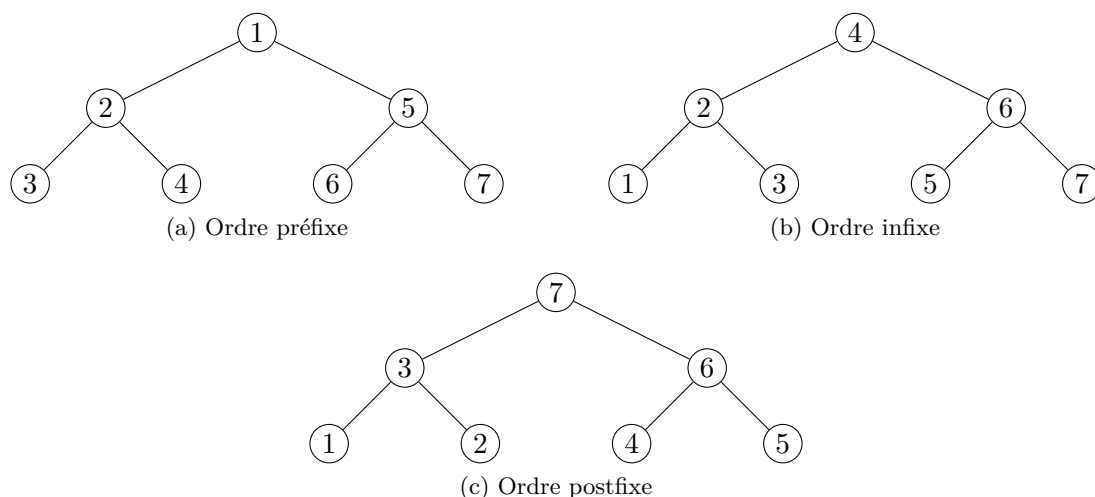 1
2 5
3 4 6 7
(a) Ordre préfixe
4
2 6
1 3 5 7
(b) Ordre infixe
7
3 6
1 2 4 5
(c) Ordre postfixe